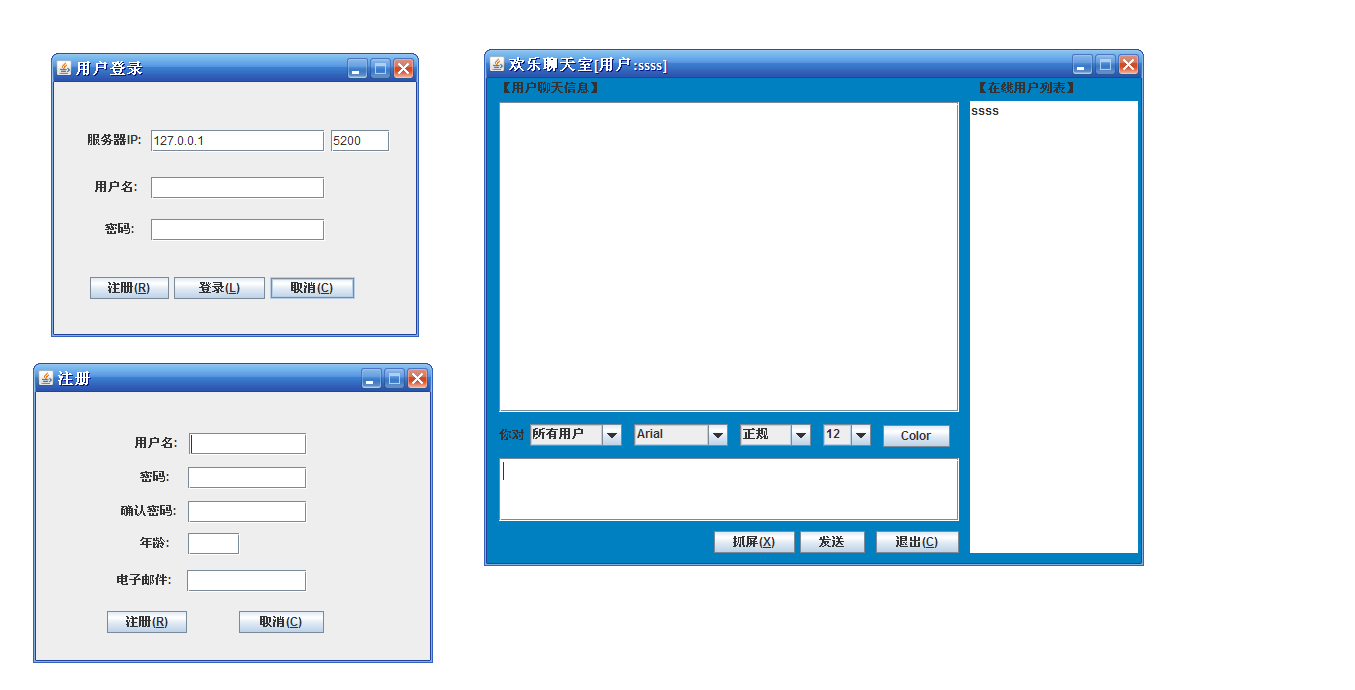 用户登录
服务器IP: 127.0.0.1 5200
用户名:
密码:
注册(R) 登录(L) 取消(C)
注册
用户名:
密码:
确认密码:
年龄:
电子邮件:
注册(R) 取消(C)
欢乐聊天室[用户:ssss]
【用户聊天信息】 【在线用户列表】
ssss
你对 所有用户 Arial 正规 12 Color
抓屏(X) 发送 退出(C)